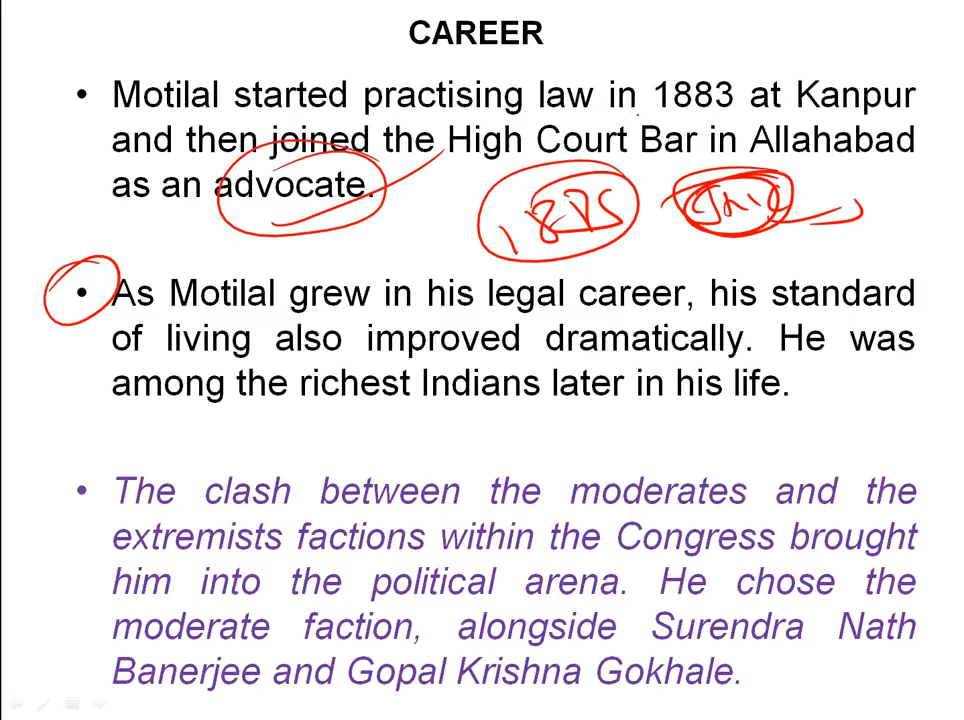 CAREER
• Motilal started practising law in 1883 at Kanpur
and then joined the High Court Bar in Allahabad
as an advocate.
1885
• As Motilal grew in his legal career, his standard
of living also improved dramatically. He was
among the richest Indians later in his life.
• The clash between the moderates and the
extremists factions within the Congress brought
him into the political arena. He chose the
moderate faction, alongside Surendra Nath
Banerjee and Gopal Krishna Gokhale.